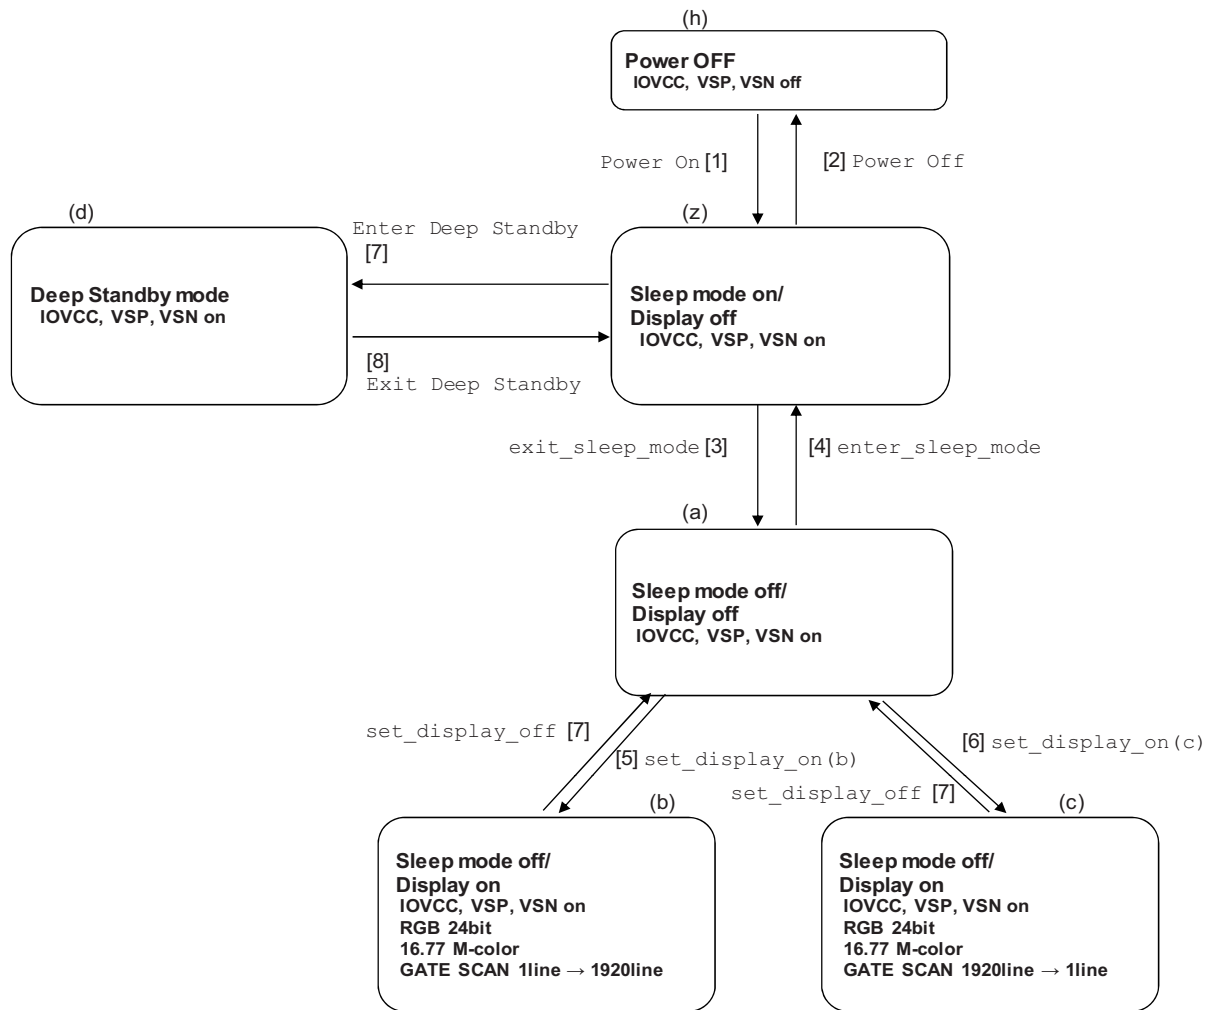 (h)
Power OFF
IOVCC, VSP, VSN off
Power On [1]
[2] Power Off
(d)
(z)
Enter Deep Standby
[7]
Deep Standby mode
IOVCC, VSP, VSN on
Sleep mode on/
Display off
IOVCC, VSP, VSN on
[8]
Exit Deep Standby
exit_sleep_mode [3]
[4] enter_sleep_mode
(a)
Sleep mode off/
Display off
IOVCC, VSP, VSN on
set_display_off [7]
[5] set_display_on(b)
[6] set_display_on(c)
set_display_off [7]
(b)
(c)
Sleep mode off/
Display on
IOVCC, VSP, VSN on
RGB 24bit
16.77 M-color
GATE SCAN 1line → 1920line
Sleep mode off/
Display on
IOVCC, VSP, VSN on
RGB 24bit
16.77 M-color
GATE SCAN 1920line → 1line